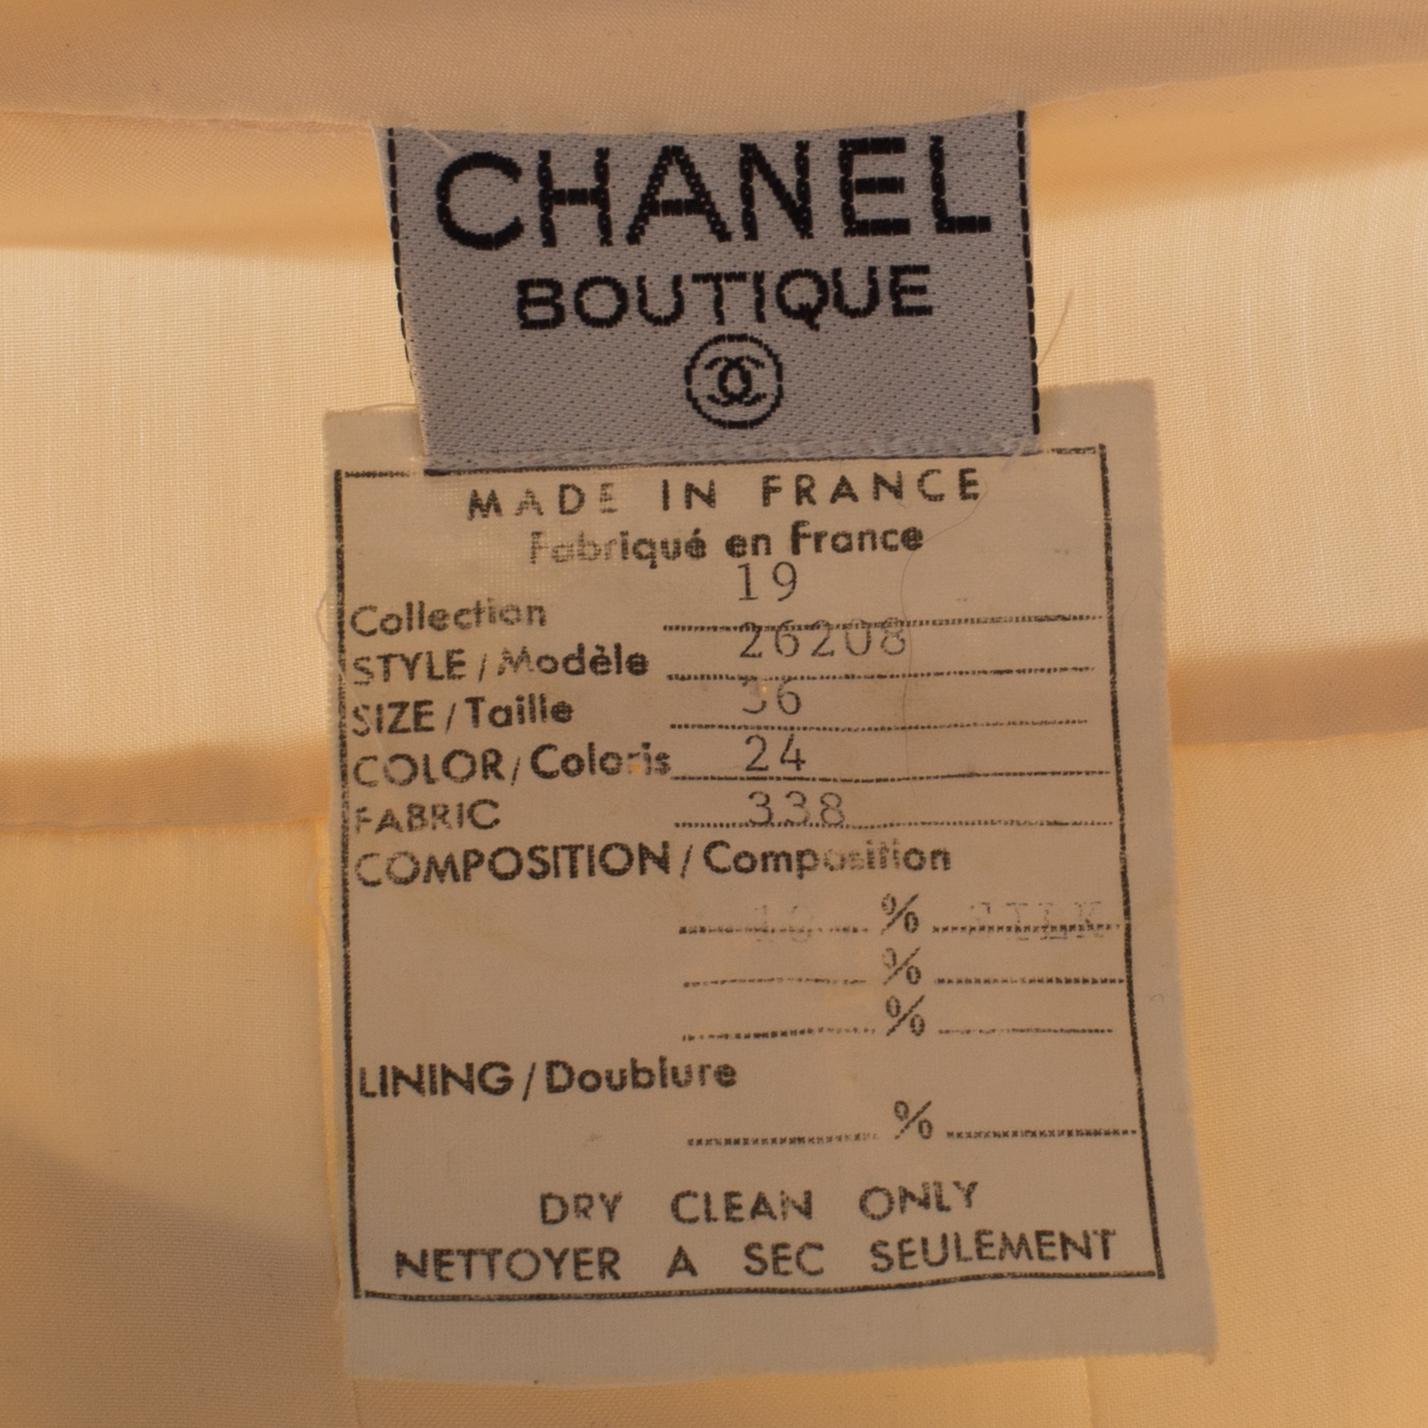 CHANEL
BOUTIQUE
MADE IN FRANCE
Fabriqué en France
19
Collection
STYLE / Modèle 26208
SIZE / Taille 36
COLOR / Coloris 24
FABRIC 338
COMPOSITION / Composition
% SILK
%
%
LINING / Doublure
%
DRY CLEAN ONLY
NETTOYER A SEC SEULEMENT